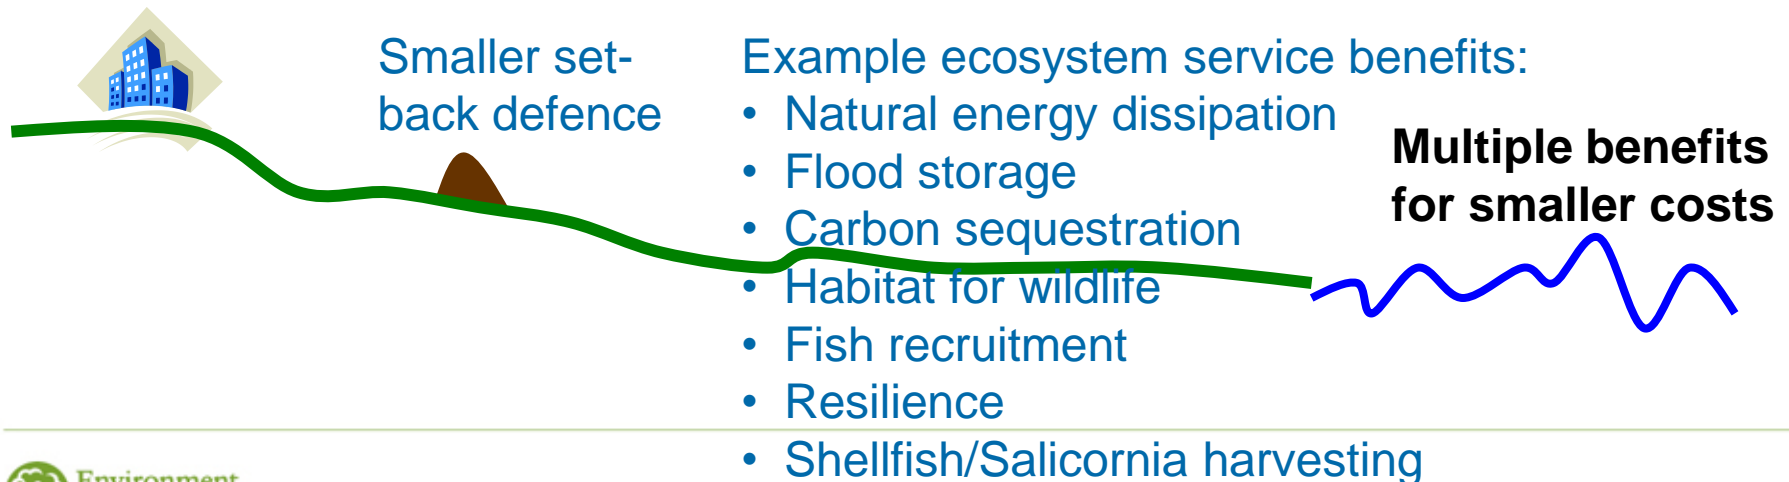 Smaller set-
back defence
Example ecosystem service benefits:
• Natural energy dissipation
• Flood storage
• Carbon sequestration
• Habitat for wildlife
• Fish recruitment
• Resilience
• Shellfish/Salicornia harvesting
Multiple benefits
for smaller costs
Environment